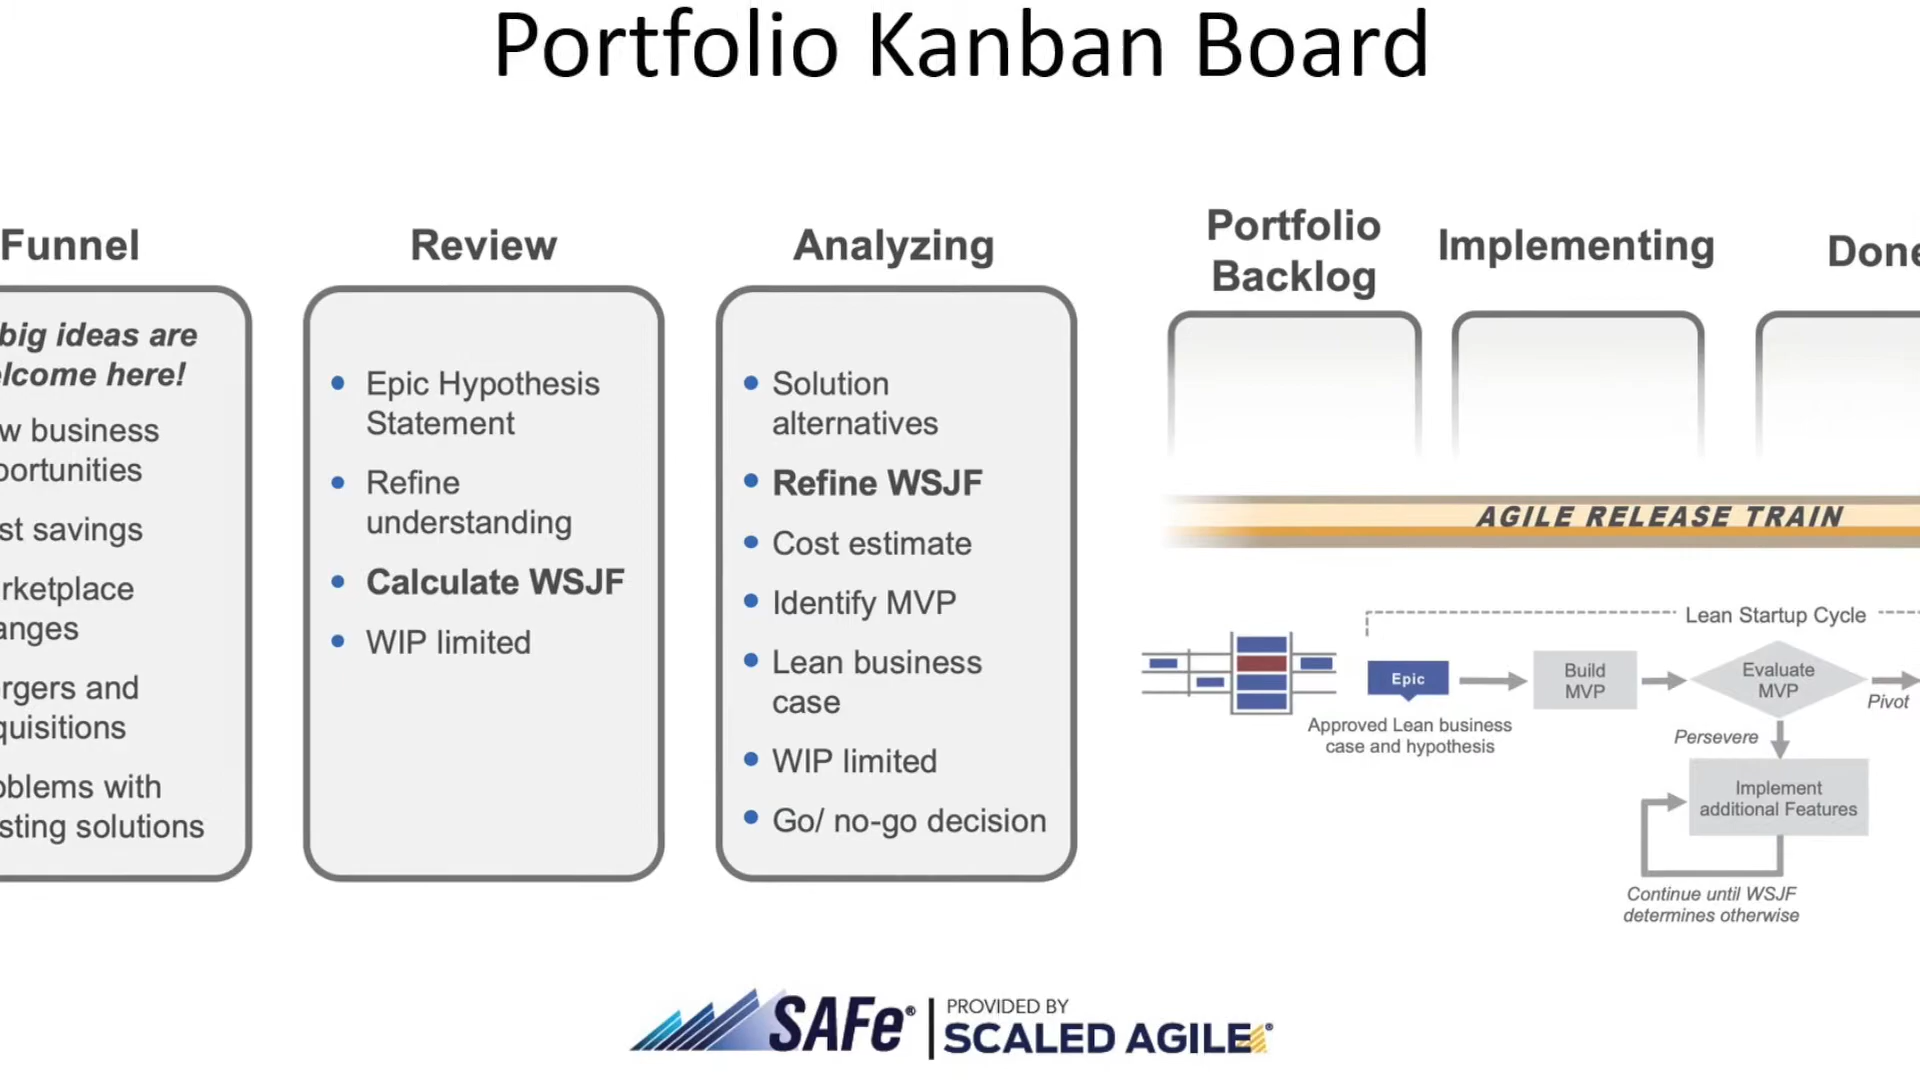 Portfolio Kanban Board
Funnel
big ideas are
lcome here!
w business
portunities
st savings
rketplace
anges
rgers and
quisitions
oblems with
sting solutions
Review
Epic Hypothesis
Statement
Refine
understanding
Calculate WSJF
WIP limited
Analyzing
Solution
alternatives
Refine WSJF
Cost estimate
Identify MVP
Lean business
case
WIP limited
Go/ no-go decision
Portfolio
Backlog
Implementing
Done
AGILE RELEASE TRAIN
Lean Startup Cycle
Epic
Approved Lean business
case and hypothesis
Build
MVP
Evaluate
MVP
Pivot
Persevere
Implement
additional Features
Continue until WSJF
determines otherwise
SAFe®
PROVIDED BY
SCALED AGILE®